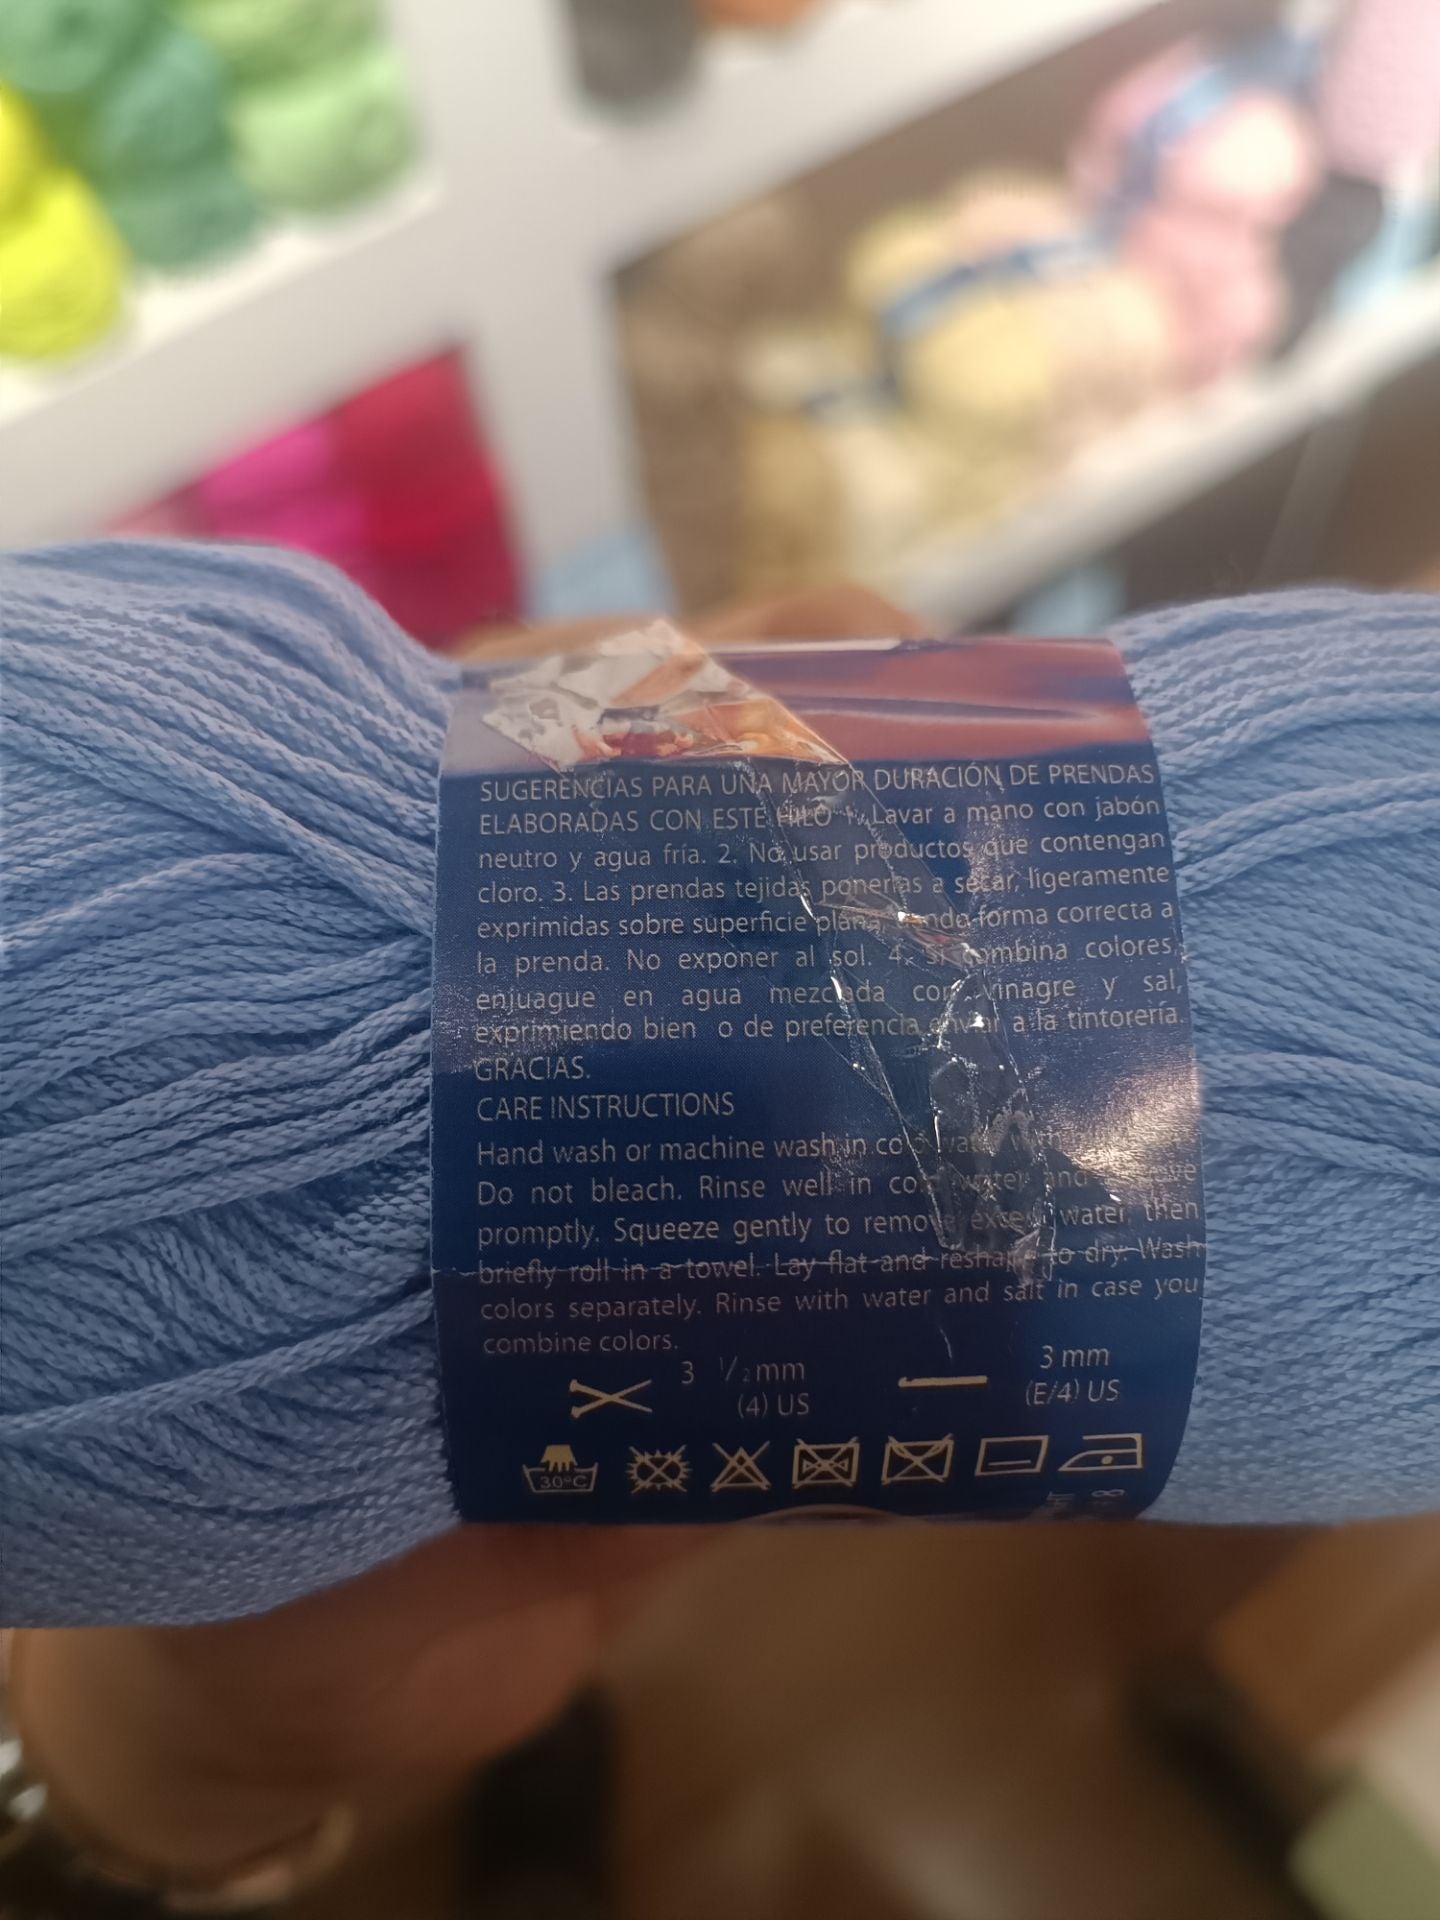 SUGERENCIAS PARA UNA MAYOR DURACIÓN DE PRENDAS
ELABORADAS CON ESTE HILO 1. Lavar a mano con jabón
neutro y agua fría. 2. No usar productos que contengan
cloro. 3. Las prendas tejidas ponerlas a secar, ligeramente
exprimidas sobre superficie plana, dando forma correcta a
la prenda. No exponer al sol. 4. Si combina colores,
enjuague en agua mezclada con vinagre y sal,
exprimiendo bien o de preferencia enviar a la tintorería.
GRACIAS.
CARE INSTRUCTIONS
Hand wash or machine wash in cold water with
Do not bleach. Rinse well in cold water and
promptly. Squeeze gently to remove water, then
briefly roll in a towel. Lay flat and reshape to dry. Wash
colors separately. Rinse with water and salt in case you
combine colors.
3 1/2 mm 3 mm
(4) US (E/4) US
30°C